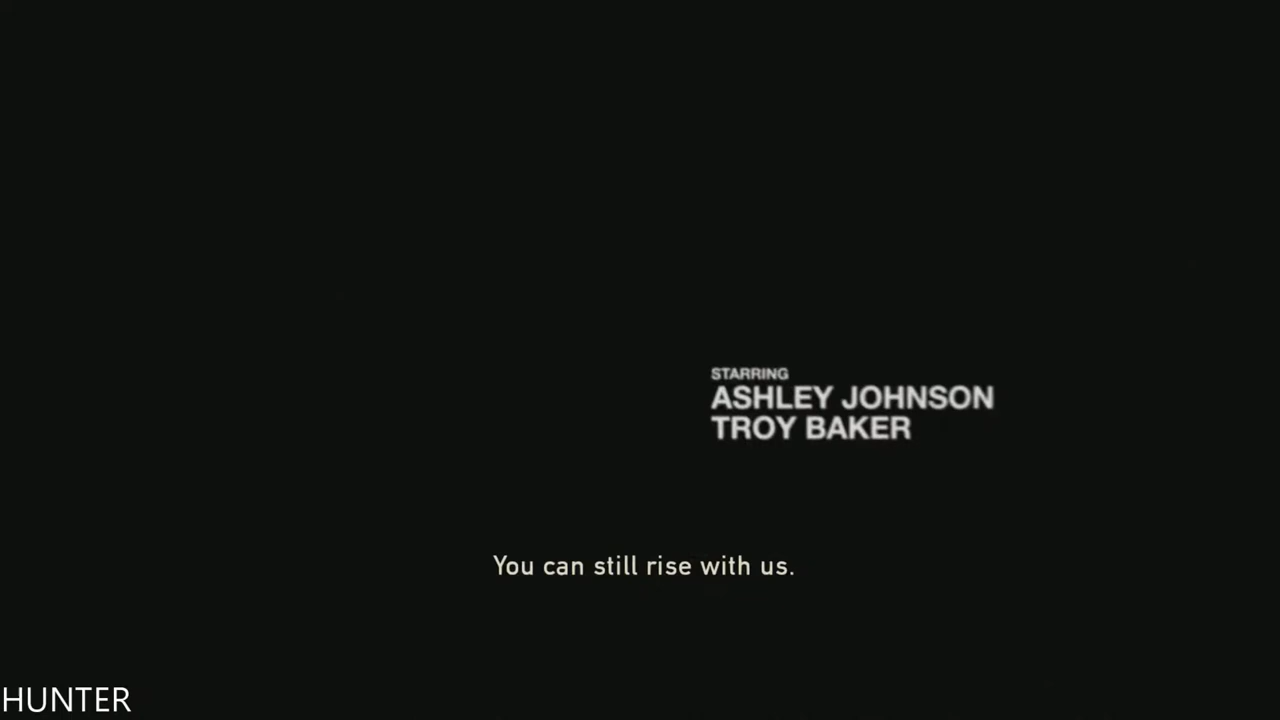 STARRING
ASHLEY JOHNSON
TROY BAKER
You can still rise with us.
HUNTER